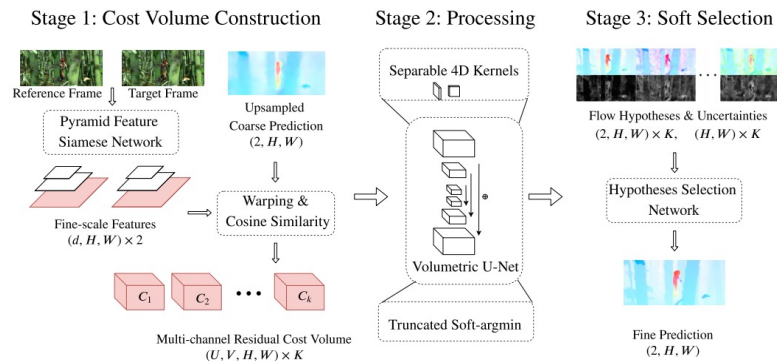 Stage 1: Cost Volume Construction
Reference Frame
Target Frame
Pyramid Feature
Siamese Network
Fine-scale Features
(d, H, W) × 2
Upsampled
Coarse Prediction
(2, H, W)
Warping &
Cosine Similarity
C1
C2
•••
Ck
Multi-channel Residual Cost Volume
(U, V, H, W) × K
Stage 2: Processing
Separable 4D Kernels
⊕
Volumetric U-Net
Truncated Soft-argmin
Stage 3: Soft Selection
...
Flow Hypotheses & Uncertainties
(2, H, W) × K, (H, W) × K
Hypotheses Selection
Network
Fine Prediction
(2, H, W)